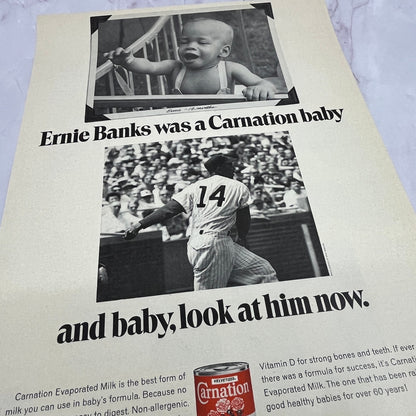 Ernie Banks was a Carnation baby
14
and baby, look at him now.
Carnation Evaporated Milk is the best form of
milk you can use in baby's formula. Because no
to digest. Non-allergenic.
Carnation
Vitamin D for strong bones and teeth. If ever
there was a formula for success, it's Carnation
Evaporated Milk. The one that has been
good healthy babies for over 60 years!